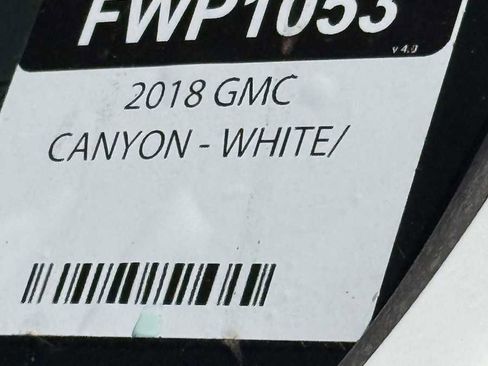 FWP1053
v 4.0
2018 GMC
CANYON - WHITE/